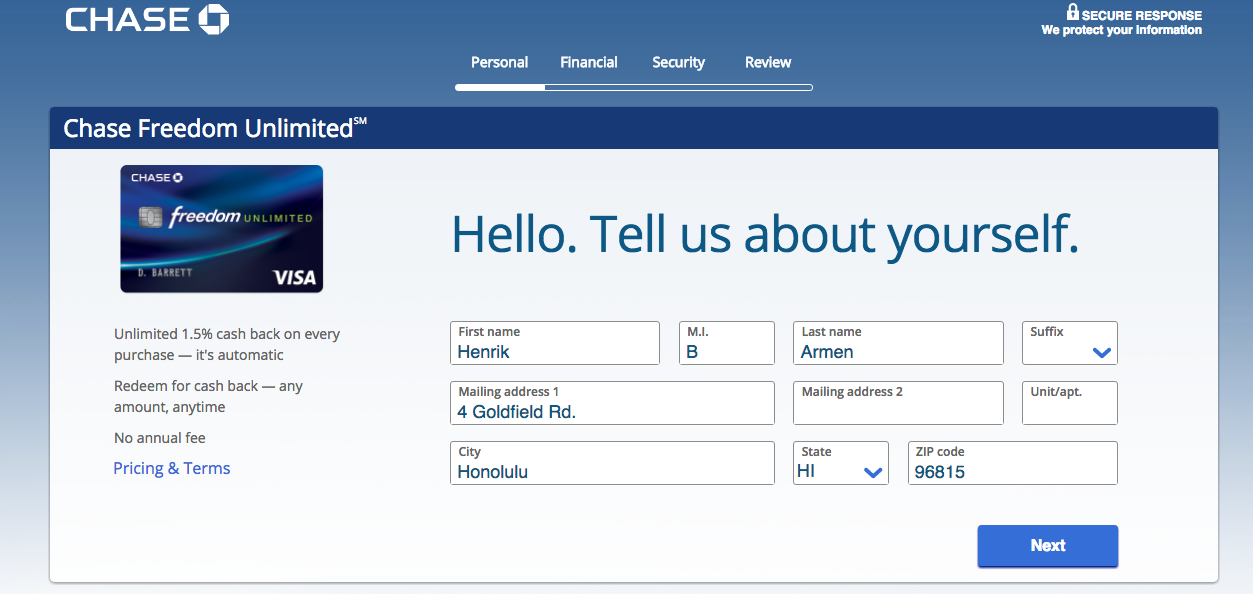 CHASE
SECURE RESPONSE
We protect your information
Personal Financial Security Review
Chase Freedom Unlimited℠
CHASE
freedom UNLIMITED
D. BARRETT
VISA
Hello. Tell us about yourself.
Unlimited 1.5% cash back on every
purchase — it's automatic
Redeem for cash back — any
amount, anytime
No annual fee
Pricing & Terms
First name M.I. Last name Suffix
Henrik B Armen
Mailing address 1 Mailing address 2 Unit/apt.
4 Goldfield Rd.
City State ZIP code
Honolulu HI 96815
Next